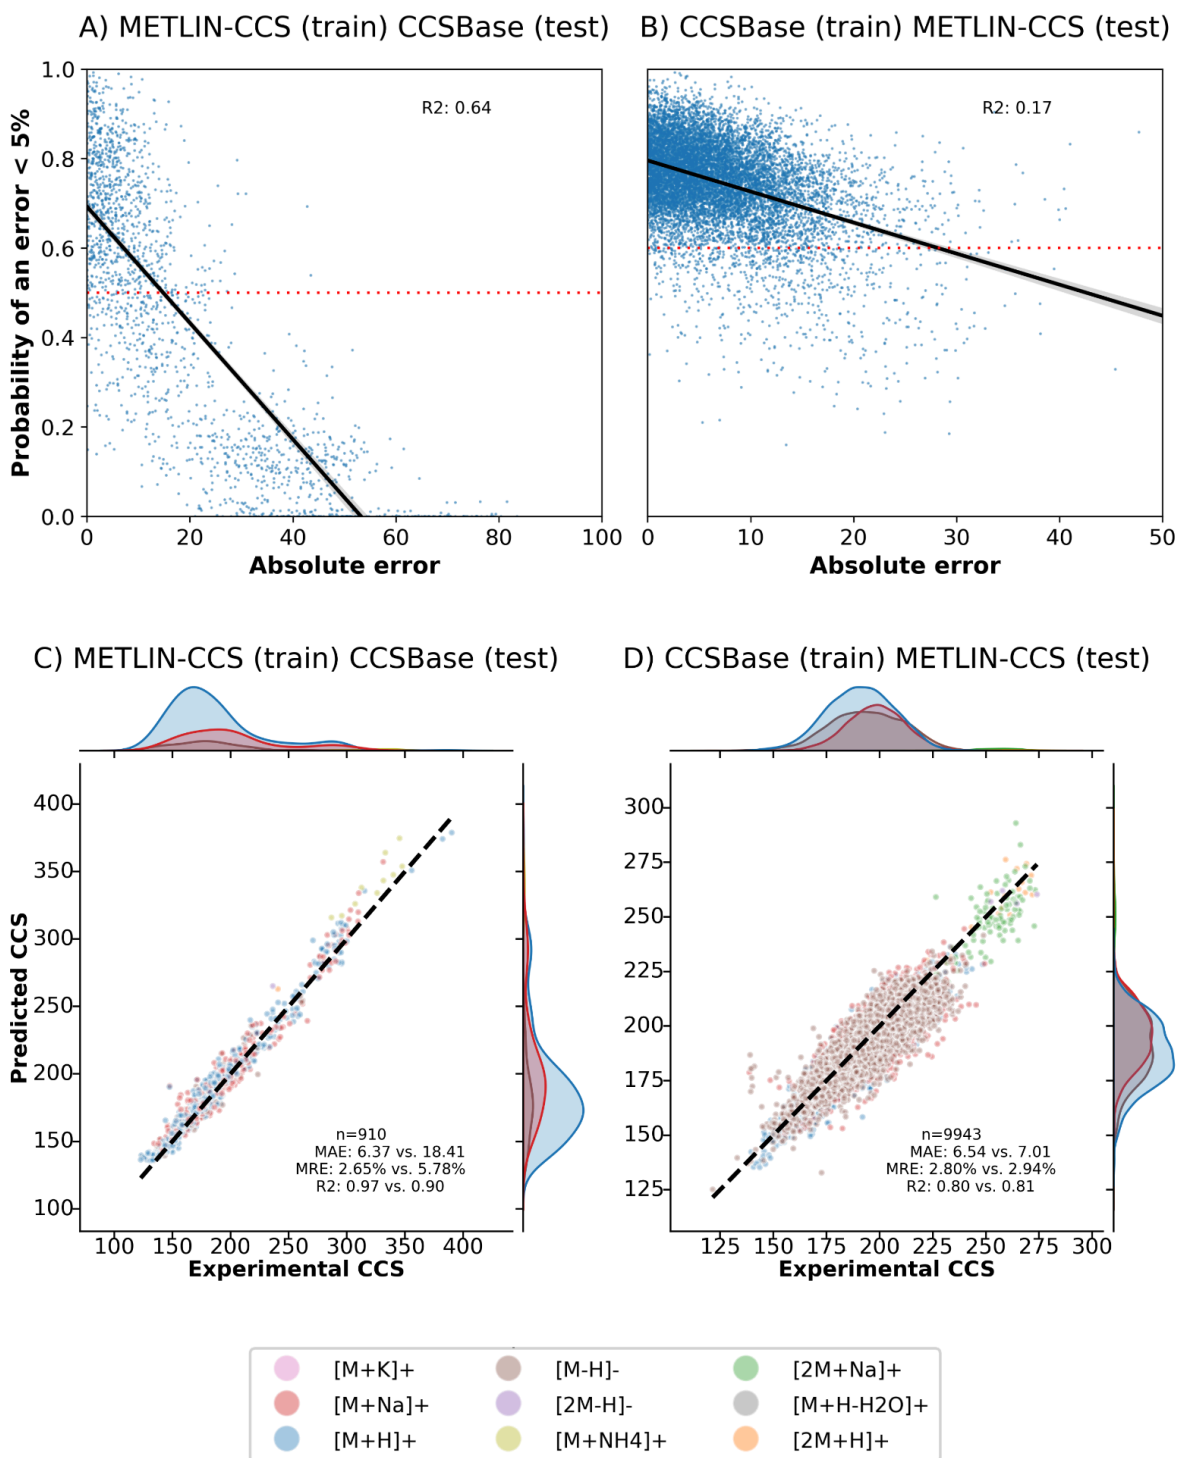 A) METLIN-CCS (train) CCSBase (test)
B) CCSBase (train) METLIN-CCS (test)
Probability of an error < 5%
1.0
0.8
0.6
0.4
0.2
0.0
R2: 0.64
0 20 40 60 80 100
Absolute error
R2: 0.17
0 10 20 30 40 50
Absolute error
C) METLIN-CCS (train) CCSBase (test)
D) CCSBase (train) METLIN-CCS (test)
Predicted CCS
400
350
300
250
200
150
100
n=910
MAE: 6.37 vs. 18.41
MRE: 2.65% vs. 5.78%
R2: 0.97 vs. 0.90
100 150 200 250 300 350 400
Experimental CCS
300
275
250
225
200
175
150
125
n=9943
MAE: 6.54 vs. 7.01
MRE: 2.80% vs. 2.94%
R2: 0.80 vs. 0.81
125 150 175 200 225 250 275 300
Experimental CCS
[M+K]+ [M-H]- [2M+Na]+
[M+Na]+ [2M-H]- [M+H-H2O]+
[M+H]+ [M+NH4]+ [2M+H]+